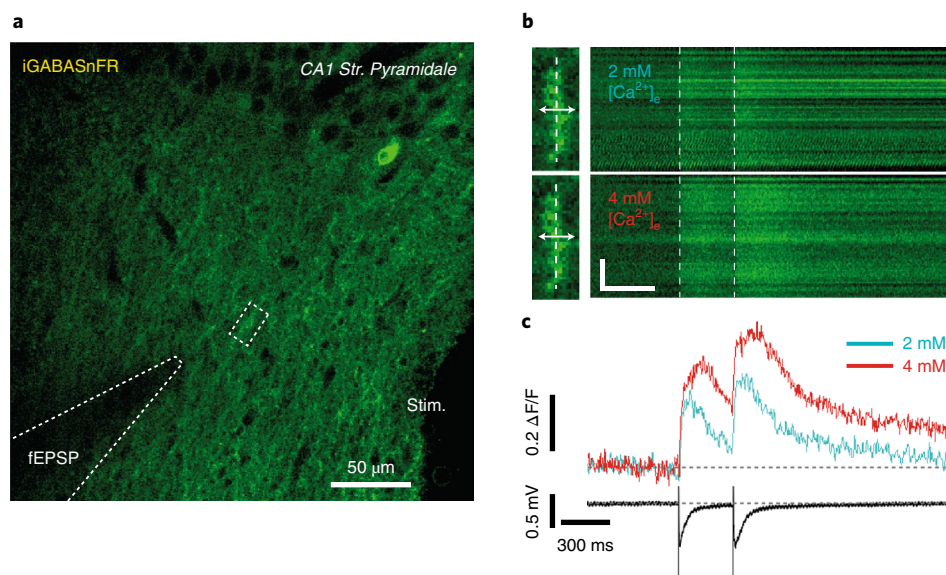 a
iGABASnFR
CA1 Str. Pyramidale
Stim.
fEPSP
50 μm
b
2 mM
[Ca²⁺]ₑ
4 mM
[Ca²⁺]ₑ
c
2 mM
4 mM
0.2 ΔF/F
0.5 mV
300 ms